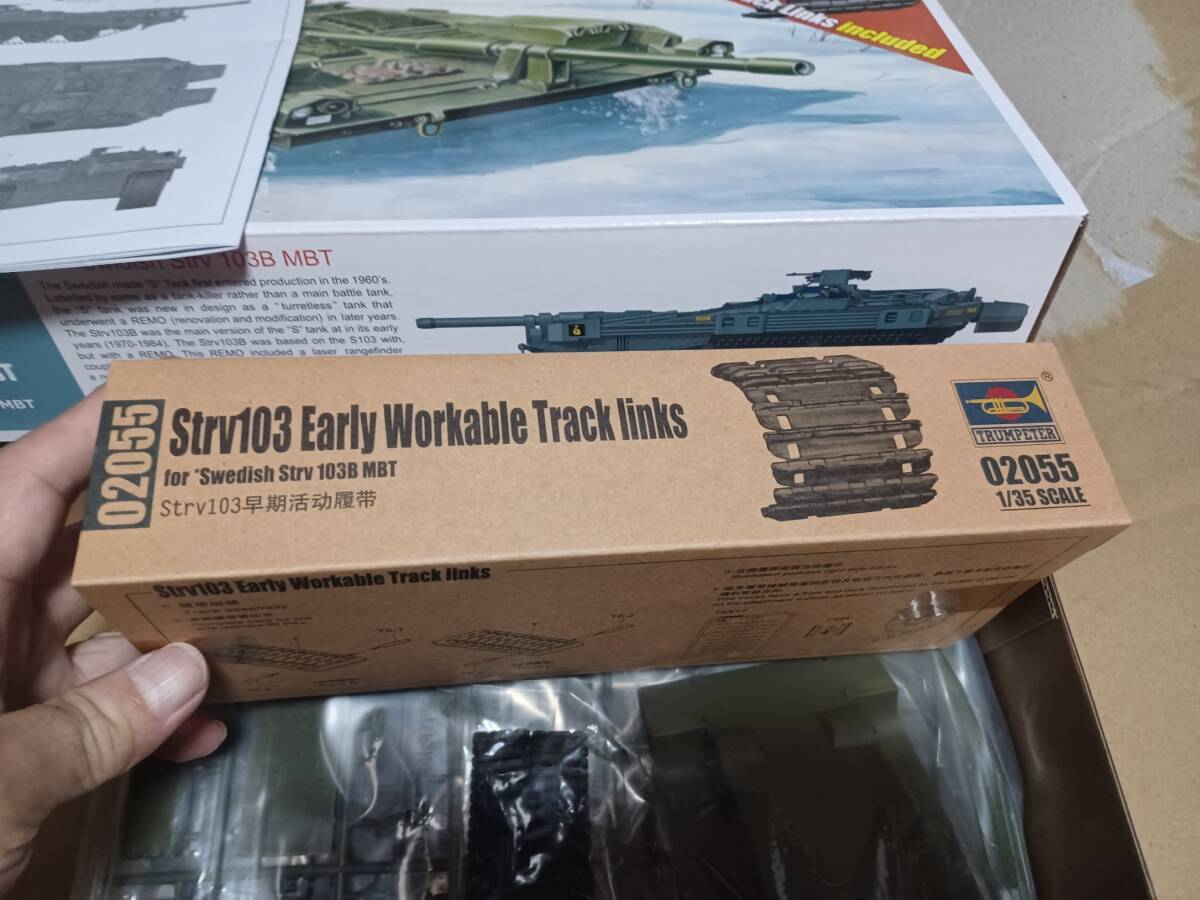 links included
Swedish Strv 103B MBT
The Swedish made "S" Tank first entered production in the 1960's.
Labelled by some as a tank-killer rather than a main battle tank,
the "S" tank was new in design as a "turretless" tank that
underwent a REMO (renovation and modification) in later years.
The Strv103B was the main version of the "S" tank at in its early
years (1970-1984). The Strv103B was based on the S103 with,
but with a REMO. This REMO included a laser rangefinder
MBT
02055
Strv103 Early Workable Track links
for "Swedish Strv 103B MBT
Strv103早期活动履带
®
TRUMPETER
02055
1/35 SCALE
Strv103 Early Workable Track links
Track assembly
T6-1
T6-2